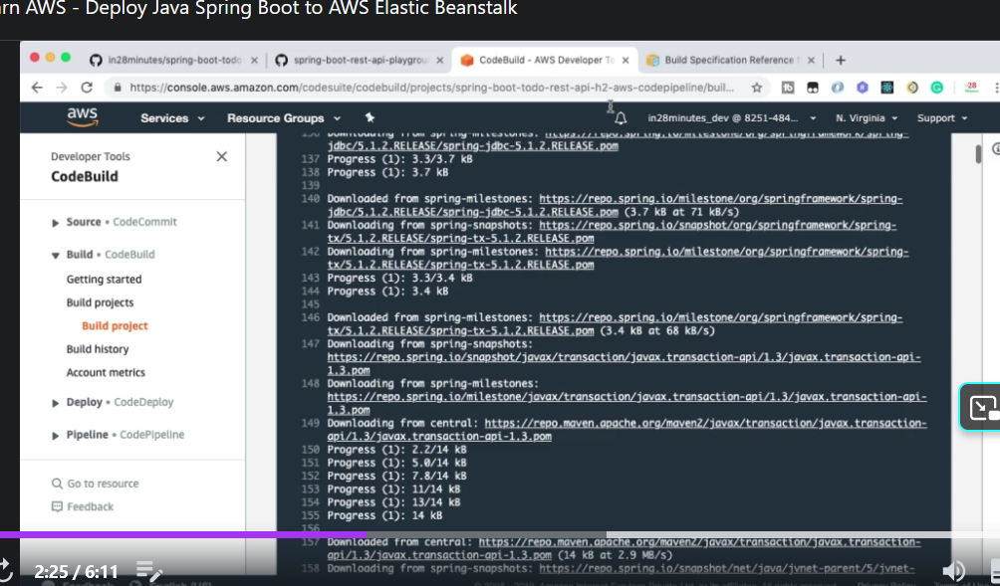 rn AWS - Deploy Java Spring Boot to AWS Elastic Beanstalk
in28minutes/spring-boot-todo
spring-boot-rest-api-playgrou
CodeBuild - AWS Developer To
Build Specification Reference f
https://console.aws.amazon.com/codesuite/codebuild/projects/spring-boot-todo-rest-api-h2-aws-codepipeline/buil...
aws
Services
Resource Groups
in28minutes_dev @ 8251-484...
N. Virginia
Support
Developer Tools
CodeBuild
Source • CodeCommit
Build • CodeBuild
Getting started
Build projects
Build project
Build history
Account metrics
Deploy • CodeDeploy
Pipeline • CodePipeline
Go to resource
Feedback
136 Downloading from spring-milestones: https://repo.spring.io/milestone/org/springframework/spring-
jdbc/5.1.2.RELEASE/spring-jdbc-5.1.2.RELEASE.pom
137 Progress (1): 3.3/3.7 kB
138 Progress (1): 3.7 kB
139
140 Downloaded from spring-milestones: https://repo.spring.io/milestone/org/springframework/spring-
jdbc/5.1.2.RELEASE/spring-jdbc-5.1.2.RELEASE.pom (3.7 kB at 71 kB/s)
141 Downloading from spring-snapshots: https://repo.spring.io/snapshot/org/springframework/spring-
tx/5.1.2.RELEASE/spring-tx-5.1.2.RELEASE.pom
142 Downloading from spring-milestones: https://repo.spring.io/milestone/org/springframework/spring-
tx/5.1.2.RELEASE/spring-tx-5.1.2.RELEASE.pom
143 Progress (1): 3.3/3.4 kB
144 Progress (1): 3.4 kB
145
146 Downloaded from spring-milestones: https://repo.spring.io/milestone/org/springframework/spring-
tx/5.1.2.RELEASE/spring-tx-5.1.2.RELEASE.pom (3.4 kB at 68 kB/s)
147 Downloading from spring-snapshots:
https://repo.spring.io/snapshot/javax/transaction/javax.transaction-api/1.3/javax.transaction-api-
1.3.pom
148 Downloading from spring-milestones:
https://repo.spring.io/milestone/javax/transaction/javax.transaction-api/1.3/javax.transaction-api-
1.3.pom
149 Downloading from central: https://repo.maven.apache.org/maven2/javax/transaction/javax.transaction-
api/1.3/javax.transaction-api-1.3.pom
150 Progress (1): 2.2/14 kB
151 Progress (1): 5.0/14 kB
152 Progress (1): 7.8/14 kB
153 Progress (1): 11/14 kB
154 Progress (1): 13/14 kB
155 Progress (1): 14 kB
156
157 Downloaded from central: https://repo.maven.apache.org/maven2/javax/transaction/javax.transaction-
api/1.3/javax.transaction-api-1.3.pom (14 kB at 2.9 MB/s)
158 Downloading from spring-snapshots: https://repo.spring.io/snapshot/net/java/jvnet-parent/5/jvnet-
2:25 / 6:11